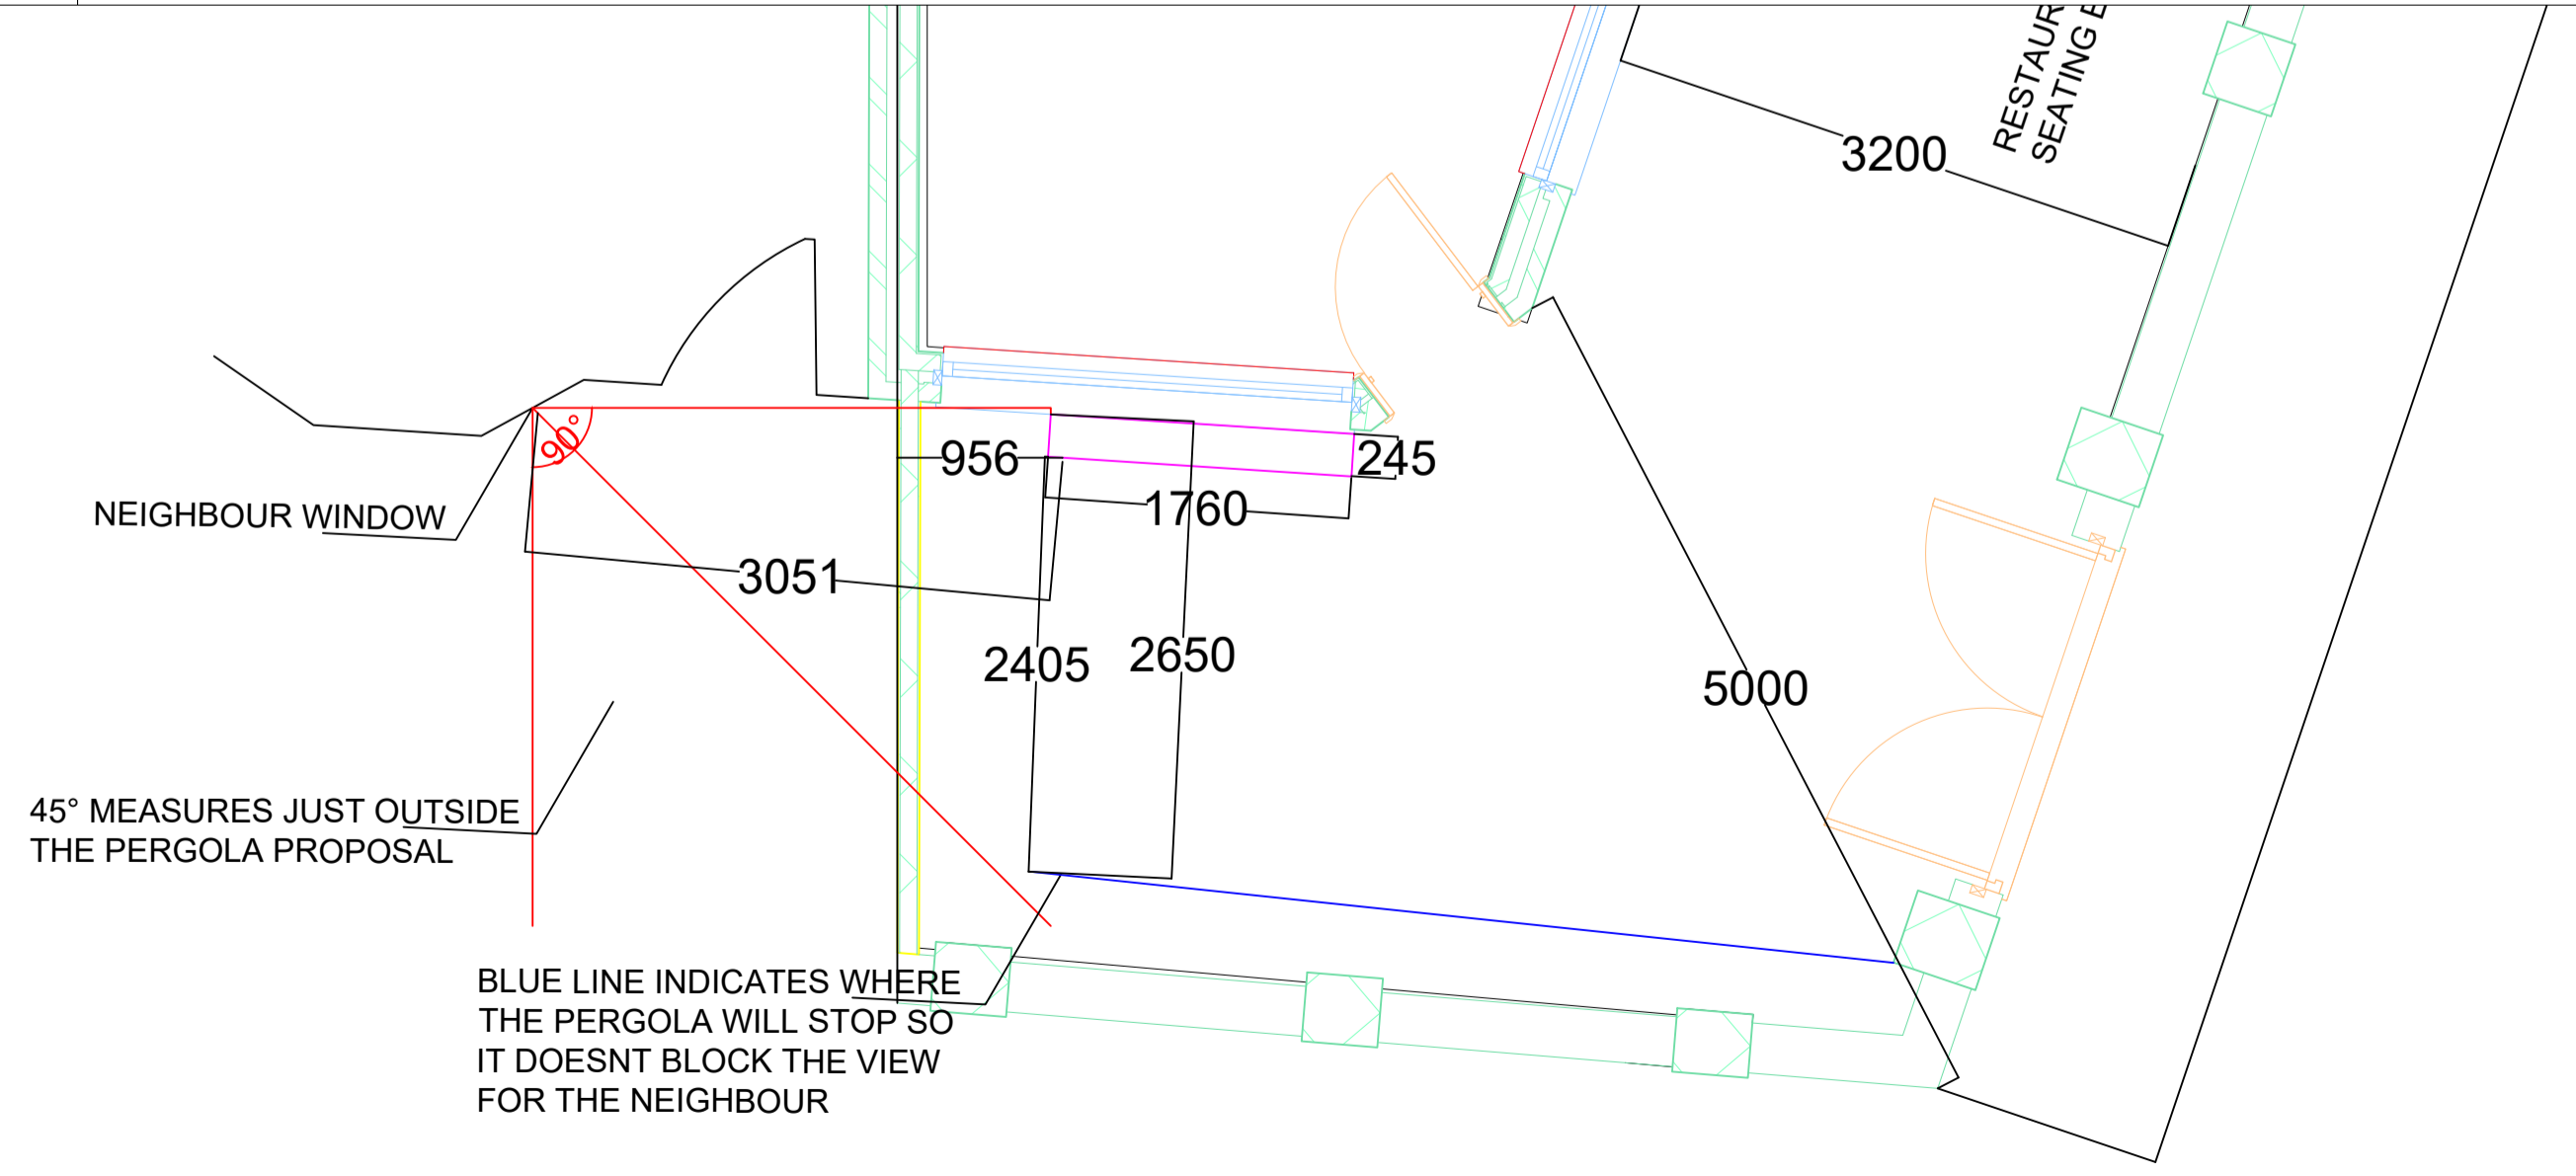 RESTAUR
SEATING
3200
90°
956
245
1760
NEIGHBOUR WINDOW
3051
2405
2650
5000
45° MEASURES JUST OUTSIDE
THE PERGOLA PROPOSAL
BLUE LINE INDICATES WHERE
THE PERGOLA WILL STOP SO
IT DOESNT BLOCK THE VIEW
FOR THE NEIGHBOUR